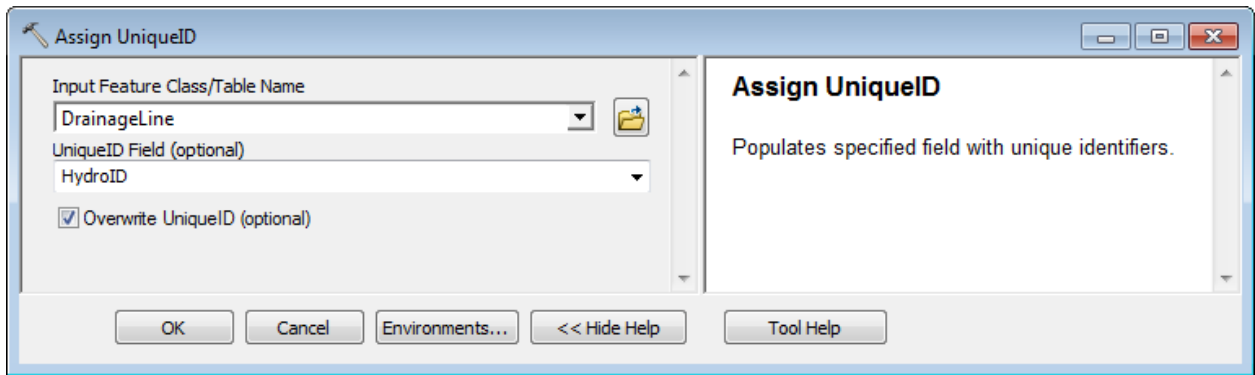 Assign UniqueID
Input Feature Class/Table Name
DrainageLine
UniqueID Field (optional)
HydroID
Overwrite UniqueID (optional)
Assign UniqueID
Populates specified field with unique identifiers.
OK
Cancel
Environments...
<< Hide Help
Tool Help